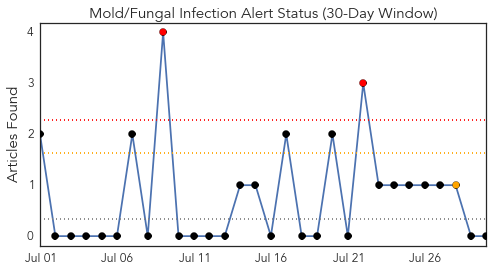 Mold/Fungal Infection Alert Status (30-Day Window)
Articles Found
4
3
2
1
0
Jul 01
Jul 06
Jul 11
Jul 16
Jul 21
Jul 26